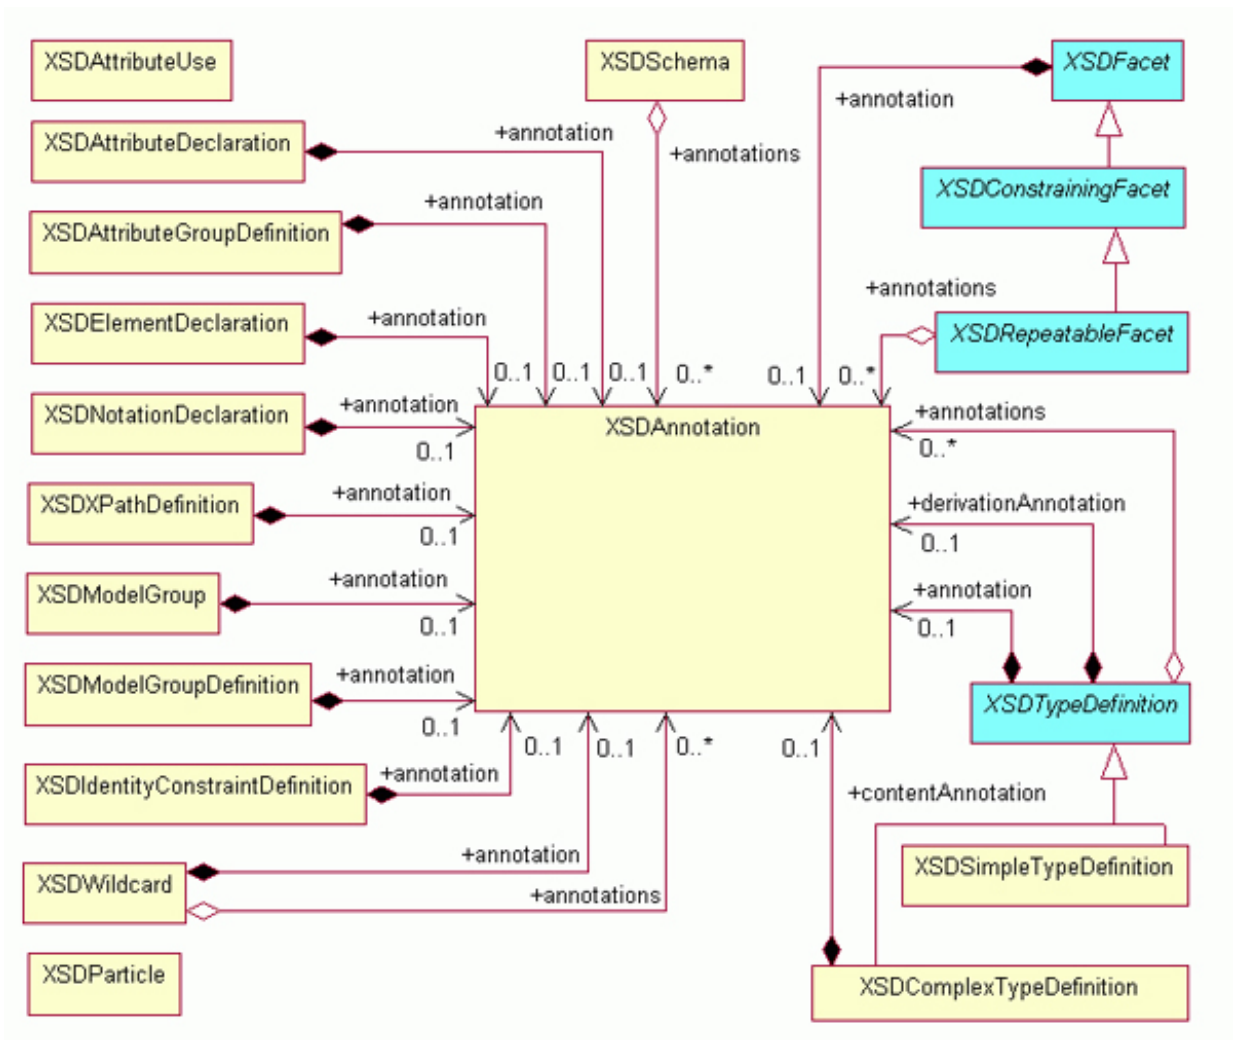 XSDAttributeUse
XSDSchema
XSDFacet
+annotation
XSDAttributeDeclaration
+annotation
+annotations
XSDConstrainingFacet
XSDAttributeGroupDefinition
+annotation
+annotations
XSDElementDeclaration
+annotation
XSDRepeatableFacet
0..1
0..1
0..1
0..*
0..1
0..*
XSDNotationDeclaration
+annotation
0..1
XSDAnnotation
+annotations
0..*
XSDXPathDefinition
+annotation
0..1
+derivationAnnotation
0..1
XSDModelGroup
+annotation
0..1
+annotation
0..1
XSDModelGroupDefinition
+annotation
0..1
XSDTypeDefinition
0..1
0..1
0..*
0..1
XSDIdentityConstraintDefinition
+annotation
+contentAnnotation
XSDWildcard
+annotation
+annotations
XSDSimpleTypeDefinition
XSDParticle
XSDComplexTypeDefinition